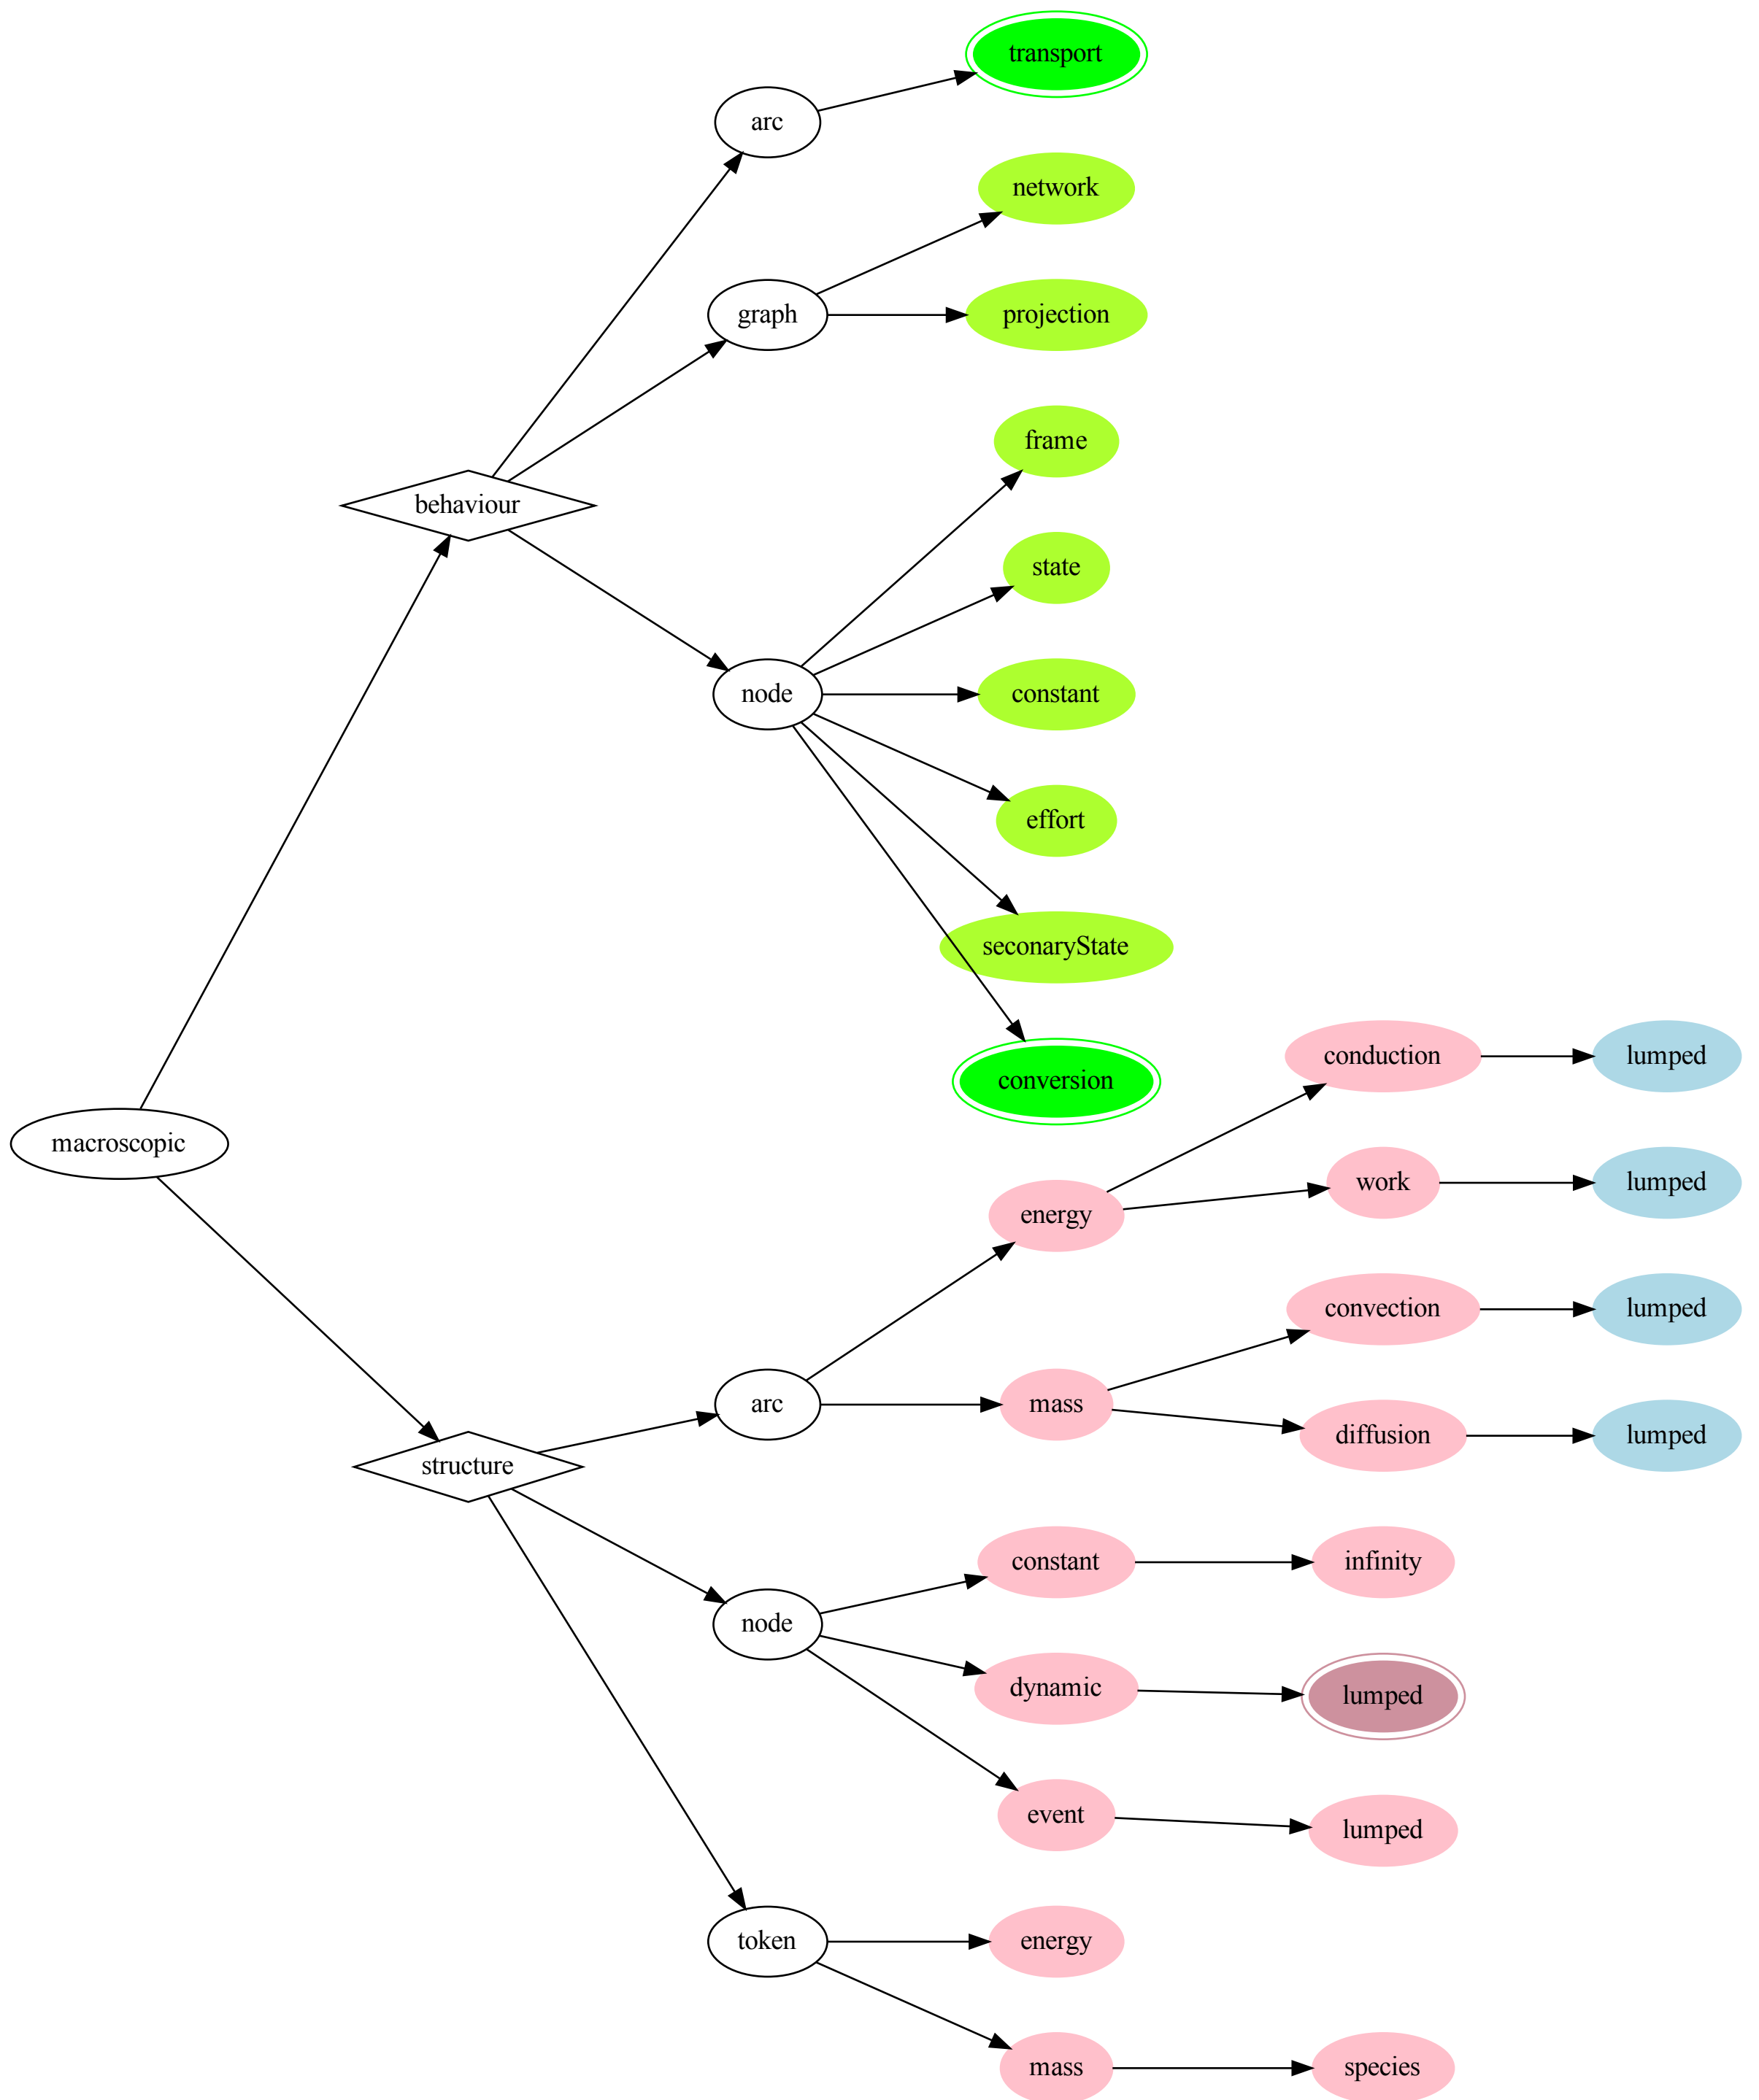 transport
arc
network
graph
projection
frame
behaviour
state
node
constant
effort
seconaryState
conversion
conduction
lumped
macroscopic
work
lumped
energy
convection
lumped
arc
mass
diffusion
lumped
structure
constant
infinity
node
dynamic
lumped
event
lumped
token
energy
mass
species